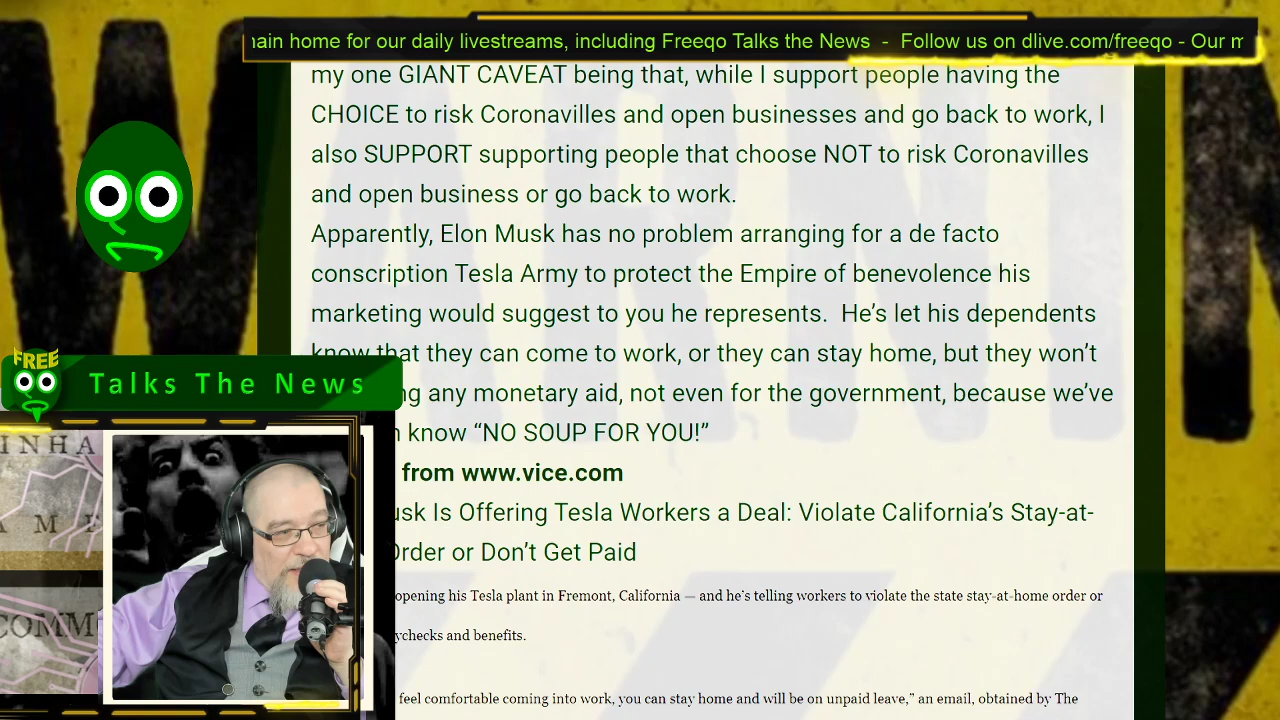 ain home for our daily livestreams, including Freeqo Talks the News - Follow us on dlive.com/freeqo - Our m
my one GIANT CAVEAT being that, while I support people having the
CHOICE to risk Coronavilles and open businesses and go back to work, I
also SUPPORT supporting people that choose NOT to risk Coronavilles
and open business or go back to work.
Apparently, Elon Musk has no problem arranging for a de facto
conscription Tesla Army to protect the Empire of benevolence his
marketing would suggest to you he represents. He’s let his dependents
know that they can come to work, or they can stay home, but they won’t
ng any monetary aid, not even for the government, because we’ve
know “NO SOUP FOR YOU!”
from www.vice.com
usk Is Offering Tesla Workers a Deal: Violate California’s Stay-at-
Order or Don’t Get Paid
opening his Tesla plant in Fremont, California — and he’s telling workers to violate the state stay-at-home order or
ychecks and benefits.
feel comfortable coming into work, you can stay home and will be on unpaid leave,” an email, obtained by The
FREE
Talks The News
INHA
AME
COMM